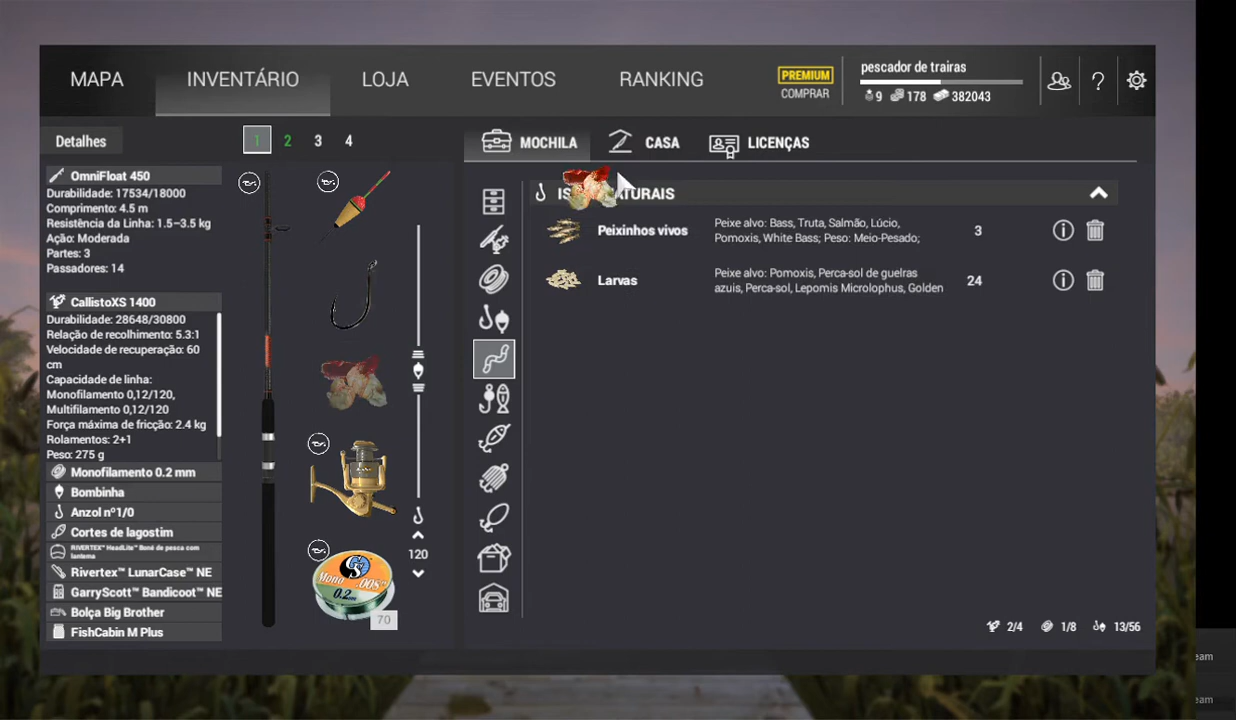 MAPA
INVENTÁRIO
LOJA
EVENTOS
RANKING
PREMIUM
COMPRAR
pescador de trairas
9 178 382043
?
Detalhes
1 2 3 4
MOCHILA
CASA
LICENÇAS
OmniFloat 450
Durabilidade: 17534/18000
Comprimento: 4.5 m
Resistência da Linha: 1.5–3.5 kg
Ação: Moderada
Partes: 3
Passadores: 14
CallistoXS 1400
Durabilidade: 28648/30800
Relação de recolhimento: 5.3:1
Velocidade de recuperação: 60
cm
Capacidade de linha:
Monofilamento 0,12/120,
Multifilamento 0,12/120
Força máxima de fricção: 2.4 kg
Rolamentos: 2+1
Peso: 275 g
Monofilamento 0.2 mm
Bombinha
Anzol nº1/0
Cortes de lagostim
RIVERTEX™ HeadLite™ Boné de pesca com
lanterna
Rivertex™ LunarCase™ NE
GarryScott™ Bandicoot™ NE
Bolça Big Brother
FishCabin M Plus
Mono .008
0.2
70
120
IS ATURAIS
Peixinhos vivos
Peixe alvo: Bass, Truta, Salmão, Lúcio,
Pomoxis, White Bass; Peso: Meio-Pesado;
3
Larvas
Peixe alvo: Pomoxis, Perca-sol de guelras
azuis, Perca-sol, Lepomis Microlophus, Golden
24
2/4 1/8 13/56
eam
eam